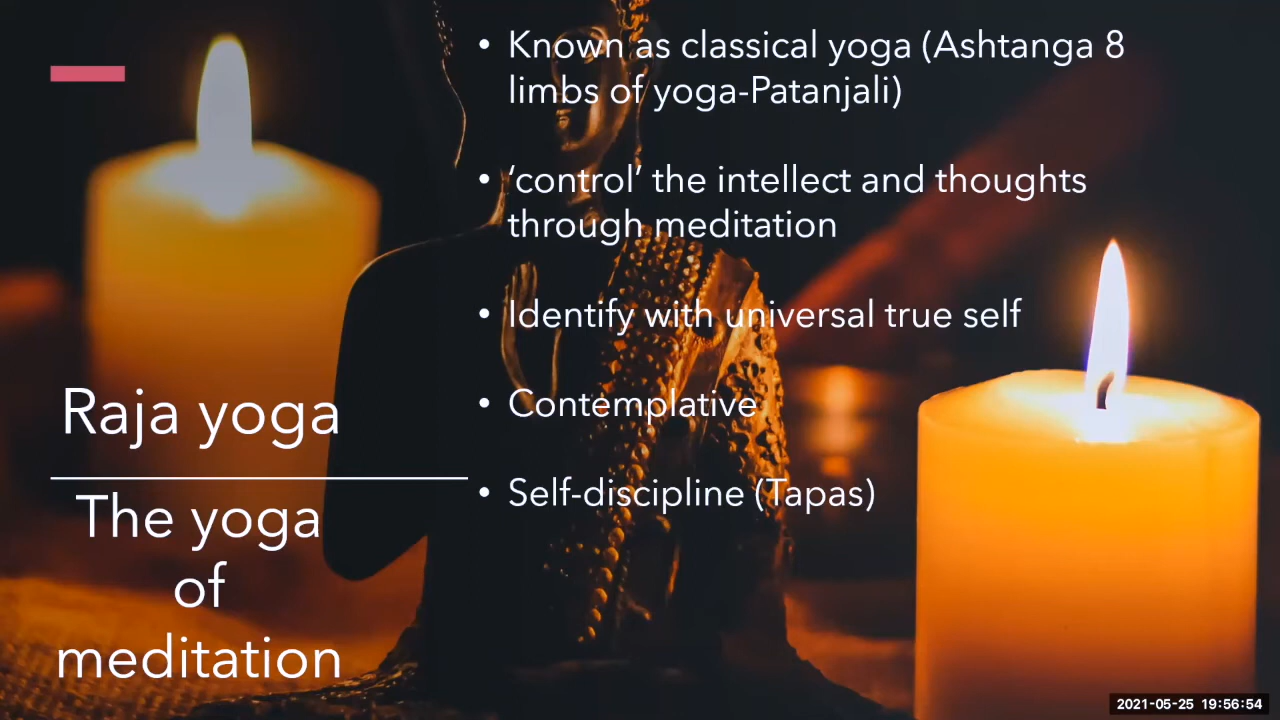 Raja yoga
The yoga
of
meditation
• Known as classical yoga (Ashtanga 8
limbs of yoga-Patanjali)
• ‘control’ the intellect and thoughts
through meditation
• Identify with universal true self
• Contemplative
• Self-discipline (Tapas)
2021-05-25 19:56:54